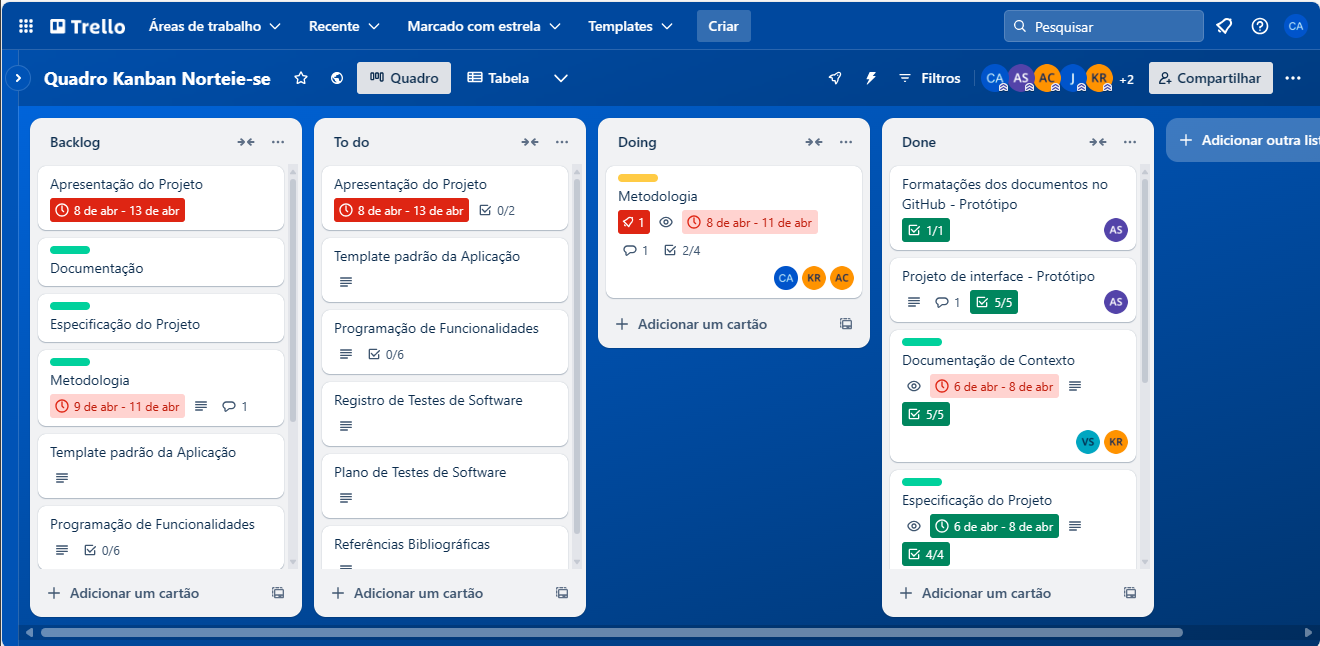 Trello Áreas de trabalho Recente Marcado com estrela Templates Criar Pesquisar CA
Quadro Kanban Norteie-se Quadro Tabela Filtros CA AS AC J KR +2 Compartilhar
Backlog
Apresentação do Projeto
8 de abr - 13 de abr
Documentação
Especificação do Projeto
Metodologia
9 de abr - 11 de abr 1
Template padrão da Aplicação
Programação de Funcionalidades
0/6
Adicionar um cartão
To do
Apresentação do Projeto
8 de abr - 13 de abr 0/2
Template padrão da Aplicação
Programação de Funcionalidades
0/6
Registro de Testes de Software
Plano de Testes de Software
Referências Bibliográficas
Adicionar um cartão
Doing
Metodologia
1 8 de abr - 11 de abr
1 2/4
CA KR AC
Adicionar um cartão
Done
Formatações dos documentos no
GitHub - Protótipo
1/1 AS
Projeto de interface - Protótipo
1 5/5 AS
Documentação de Contexto
6 de abr - 8 de abr
5/5
VS KR
Especificação do Projeto
6 de abr - 8 de abr
4/4
Adicionar um cartão
Adicionar outra list